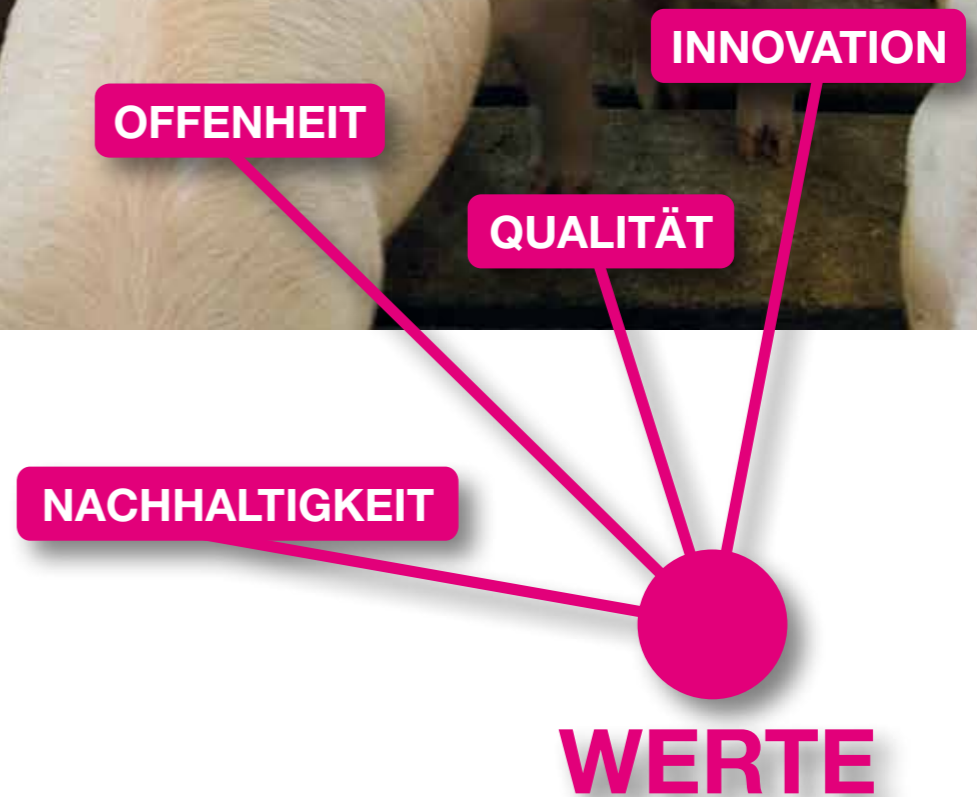 INNOVATION
OFFENHEIT
QUALITÄT
NACHHALTIGKEIT
WERTE